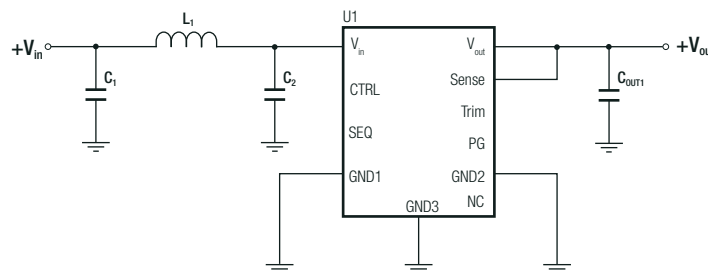 U1
L1
+Vin
Vin
Vout
+Vou
C1
C2
CTRL
Sense
COUT1
Trim
SEQ
PG
GND1
GND2
NC
GND3